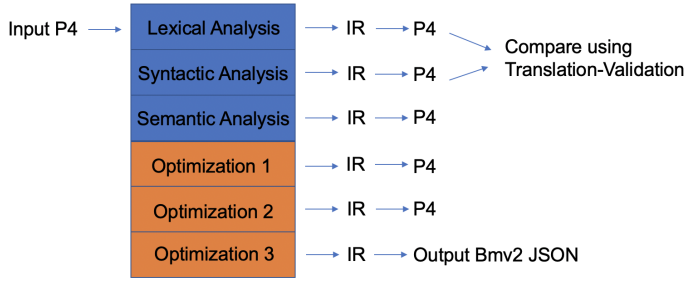 Input P4
Lexical Analysis
IR
P4
Syntactic Analysis
IR
P4
Compare using
Translation-Validation
Semantic Analysis
IR
P4
Optimization 1
IR
P4
Optimization 2
IR
P4
Optimization 3
IR
Output Bmv2 JSON